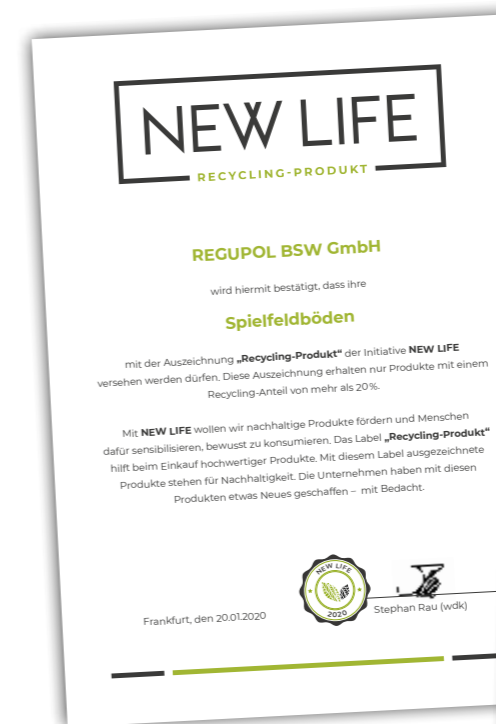 NEW LIFE
RECYCLING-PRODUKT
REGUPOL BSW GmbH
wird hiermit bestätigt, dass ihre
Spielfeldböden
mit der Auszeichnung „Recycling-Produkt“ der Initiative NEW LIFE
versehen werden dürfen. Diese Auszeichnung erhalten nur Produkte mit einem
Recycling-Anteil von mehr als 20%.
Mit NEW LIFE wollen wir nachhaltige Produkte fördern und Menschen
dafür sensibilisieren, bewusst zu konsumieren. Das Label „Recycling-Produkt“
hilft beim Einkauf hochwertiger Produkte. Mit diesem Label ausgezeichnete
Produkte stehen für Nachhaltigkeit. Die Unternehmen haben mit diesen
Produkten etwas Neues geschaffen – mit Bedacht.
NEW LIFE
2020
Frankfurt, den 20.01.2020
Stephan Rau (wdk)